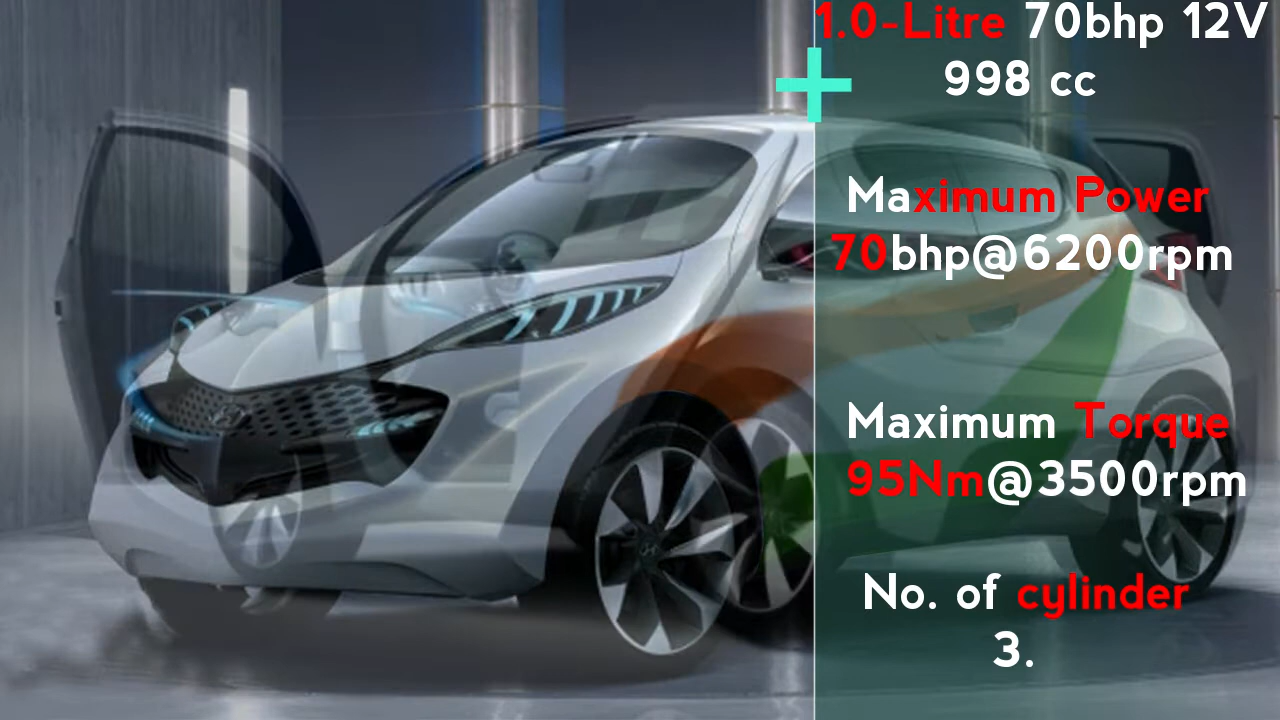 1.0-Litre 70bhp 12V
998 cc
Maximum Power
70bhp@6200rpm
Maximum Torque
95Nm@3500rpm
No. of cylinder
3.